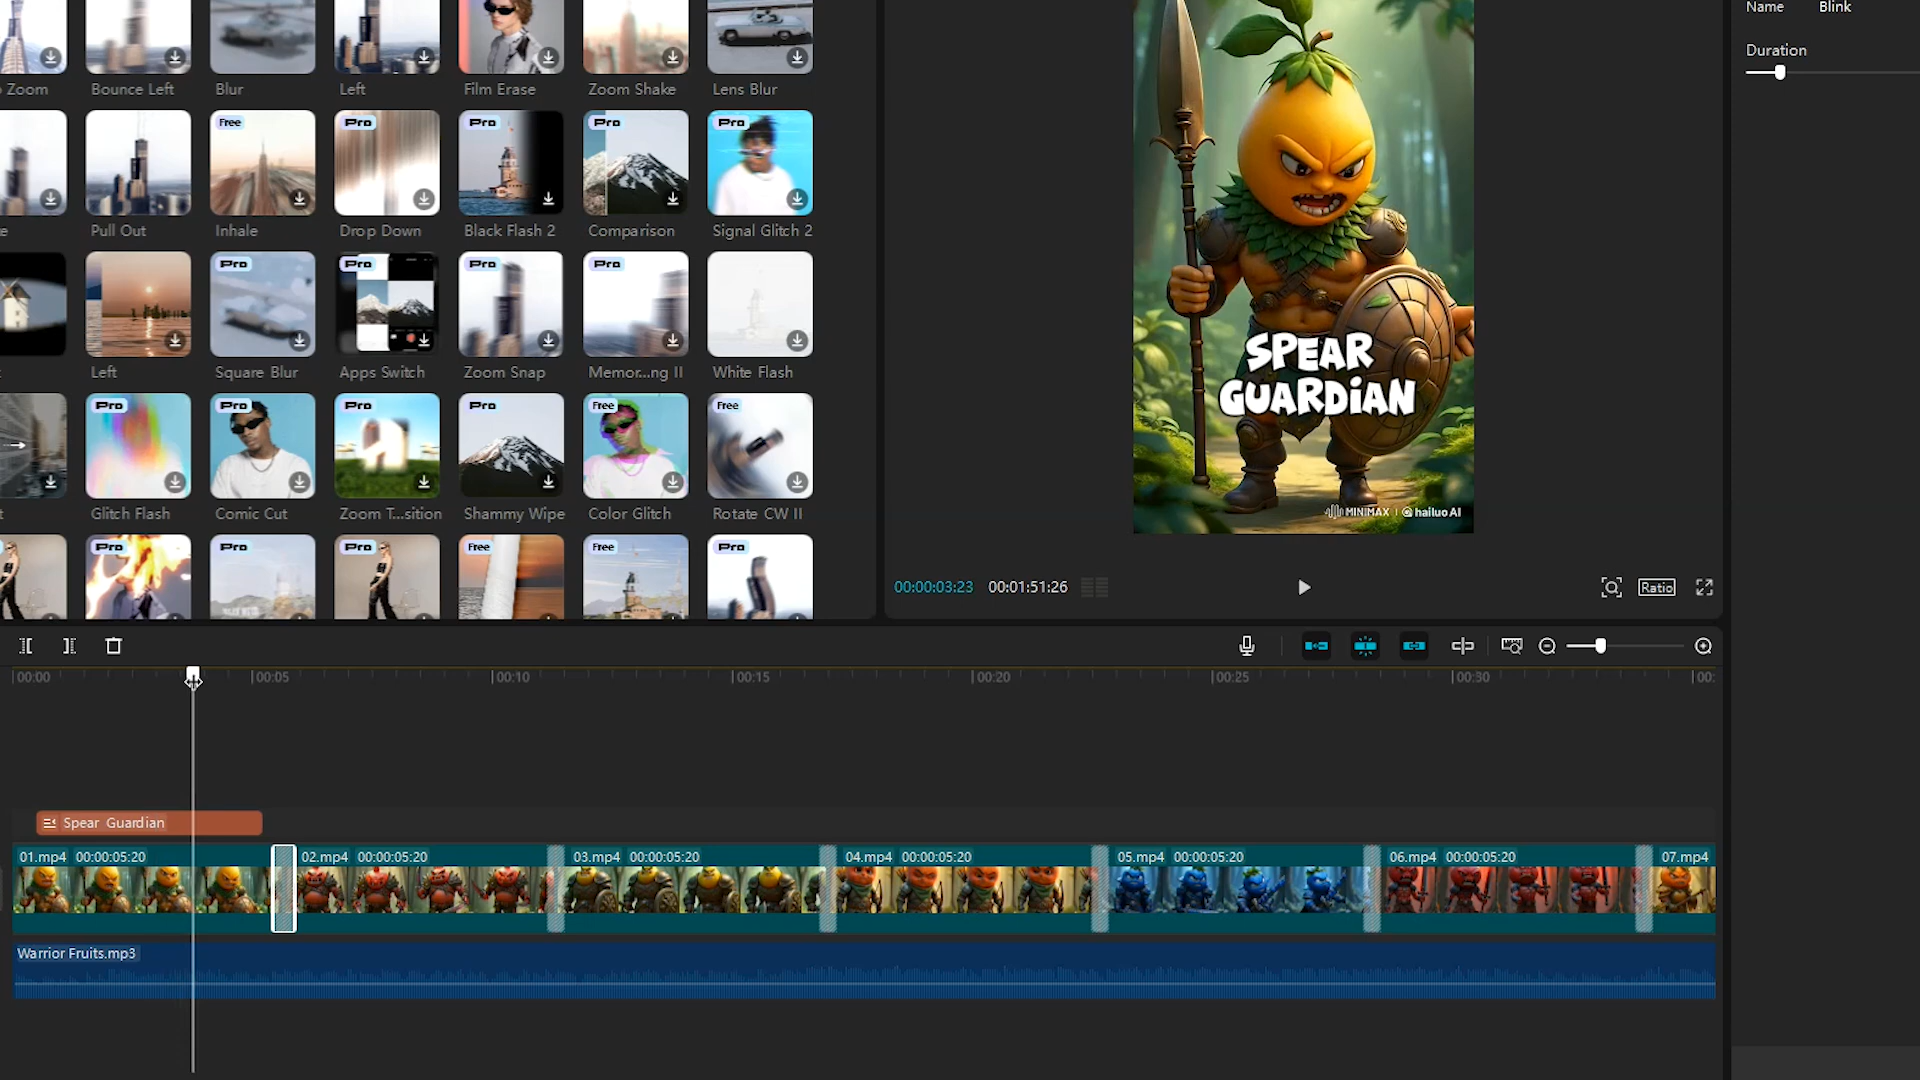 Name Blink
Duration
Zoom Bounce Left Blur Left Film Erase Zoom Shake Lens Blur
Free Pro Pro Pro Pro
e Pull Out Inhale Drop Down Black Flash 2 Comparison Signal Glitch 2
Pro Pro Pro Pro
Left Square Blur Apps Switch Zoom Snap Memor...ng II White Flash
Pro Pro Pro Pro Free Free
t Glitch Flash Comic Cut Zoom T...sition Shammy Wipe Color Glitch Rotate CW II
Pro Pro Pro Free Free Pro
SPEAR
GUARDIAN
MINIMAX | hailuo AI
00:00:03:23 00:01:51:26 Ratio
00:00 00:05 00:10 00:15 00:20 00:25 00:30 00:
Spear Guardian
01.mp4 00:00:05:20 02.mp4 00:00:05:20 03.mp4 00:00:05:20 04.mp4 00:00:05:20 05.mp4 00:00:05:20 06.mp4 00:00:05:20 07.mp4
Warrior Fruits.mp3